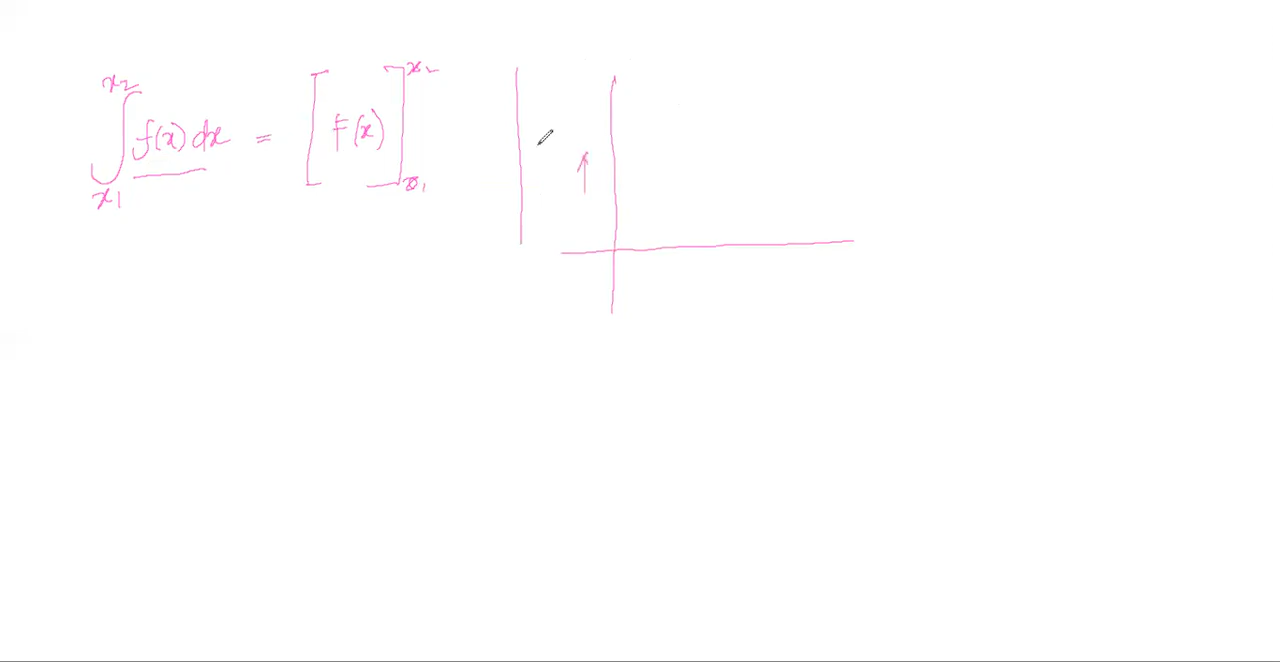 ∫_{x1}^{x2} f(x) dx = [F(x)]_{x1}^{x2}